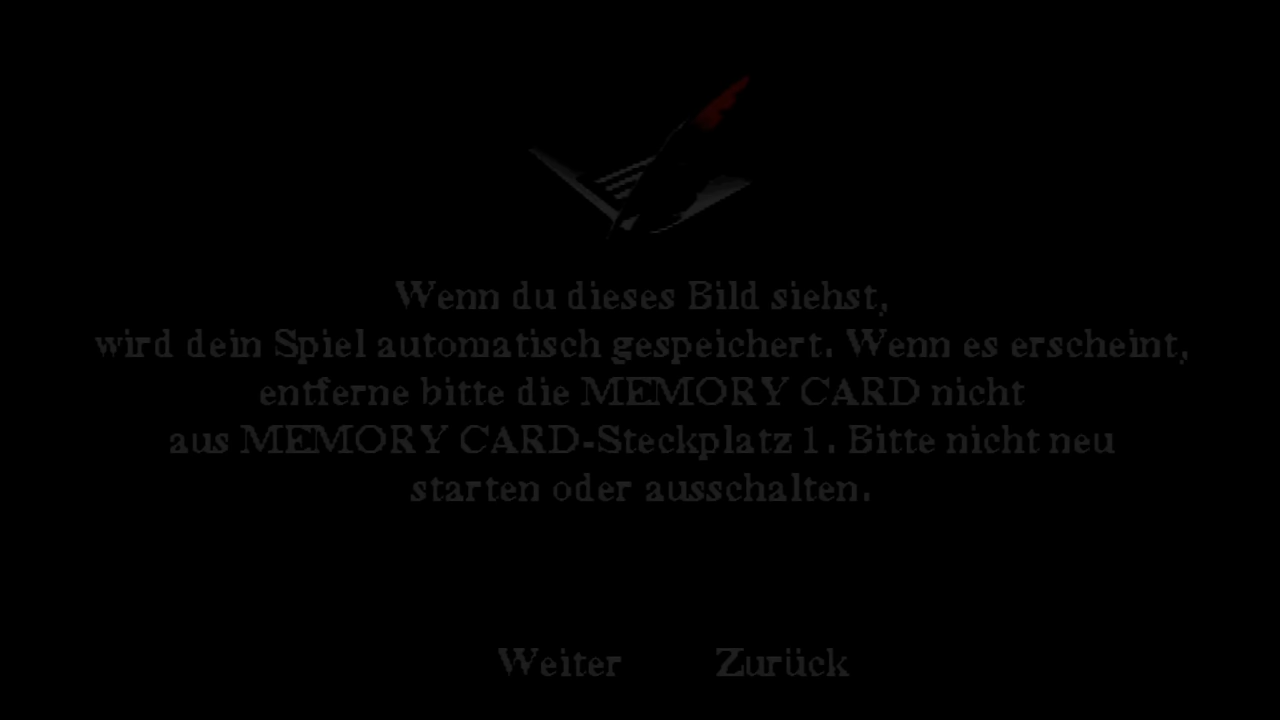 Wenn du dieses Bild siehst,
wird dein Spiel automatisch gespeichert. Wenn es erscheint,
entferne bitte die MEMORY CARD nicht
aus MEMORY CARD-Steckplatz 1. Bitte nicht neu
starten oder ausschalten.
Weiter Zurück